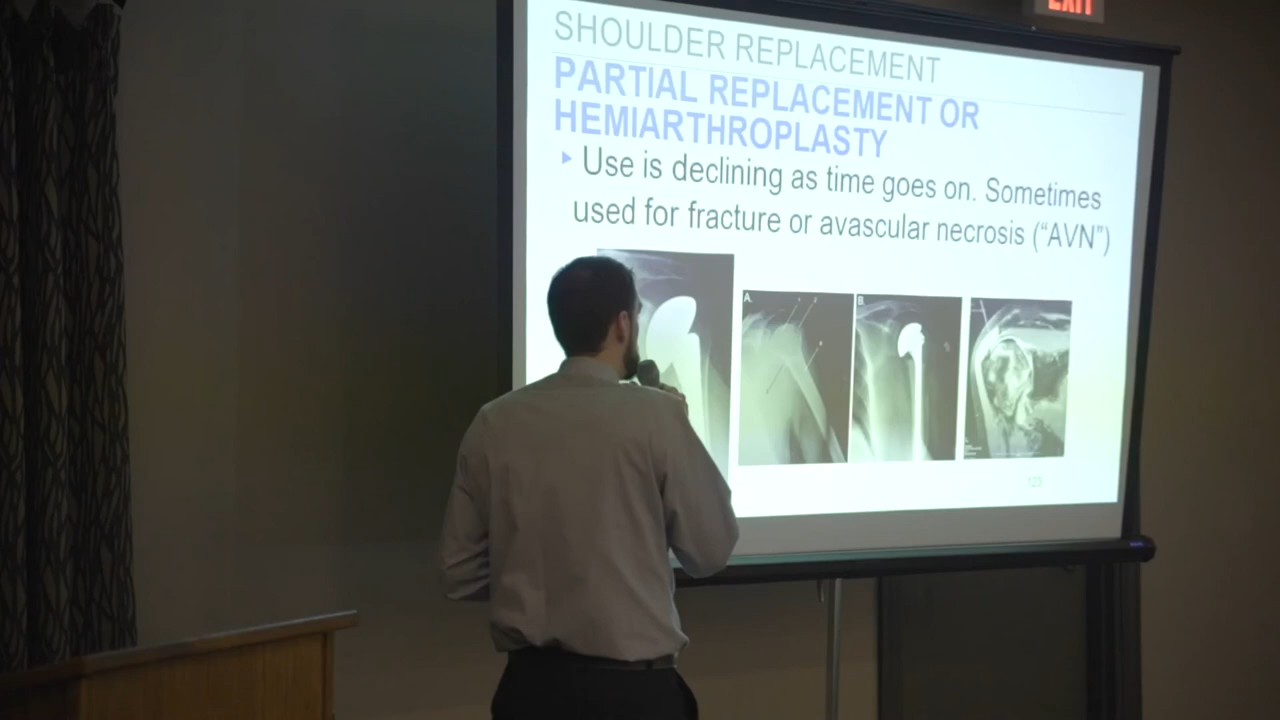 EXIT
SHOULDER REPLACEMENT
PARTIAL REPLACEMENT OR
HEMIARTHROPLASTY
Use is declining as time goes on. Sometimes
used for fracture or avascular necrosis (“AVN”)
A
B
123